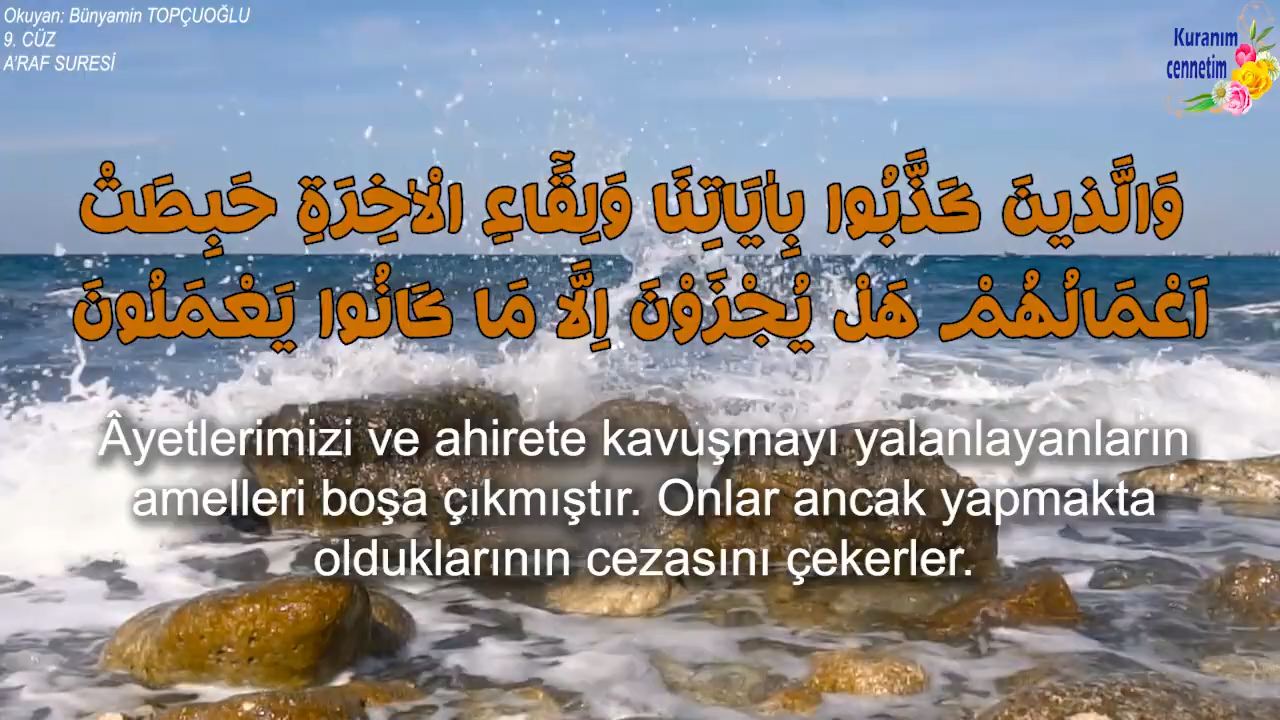 Okuyan: Bünyamin TOPÇUOĞLU
9. CÜZ
A'RAF SURESİ
Kuranım
cennetim
وَالَّذينَ كَذَّبُوا بِاٰيَاتِنَا وَلِقَٓاءِ الْاٰخِرَةِ حَبِطَتْ
اَعْمَالُهُمْ هَلْ يُجْزَوْنَ اِلَّا مَا كَانُوا يَعْمَلُونَ
Âyetlerimizi ve ahirete kavuşmayı yalanlayanların
amelleri boşa çıkmıştır. Onlar ancak yapmakta
olduklarının cezasını çekerler.